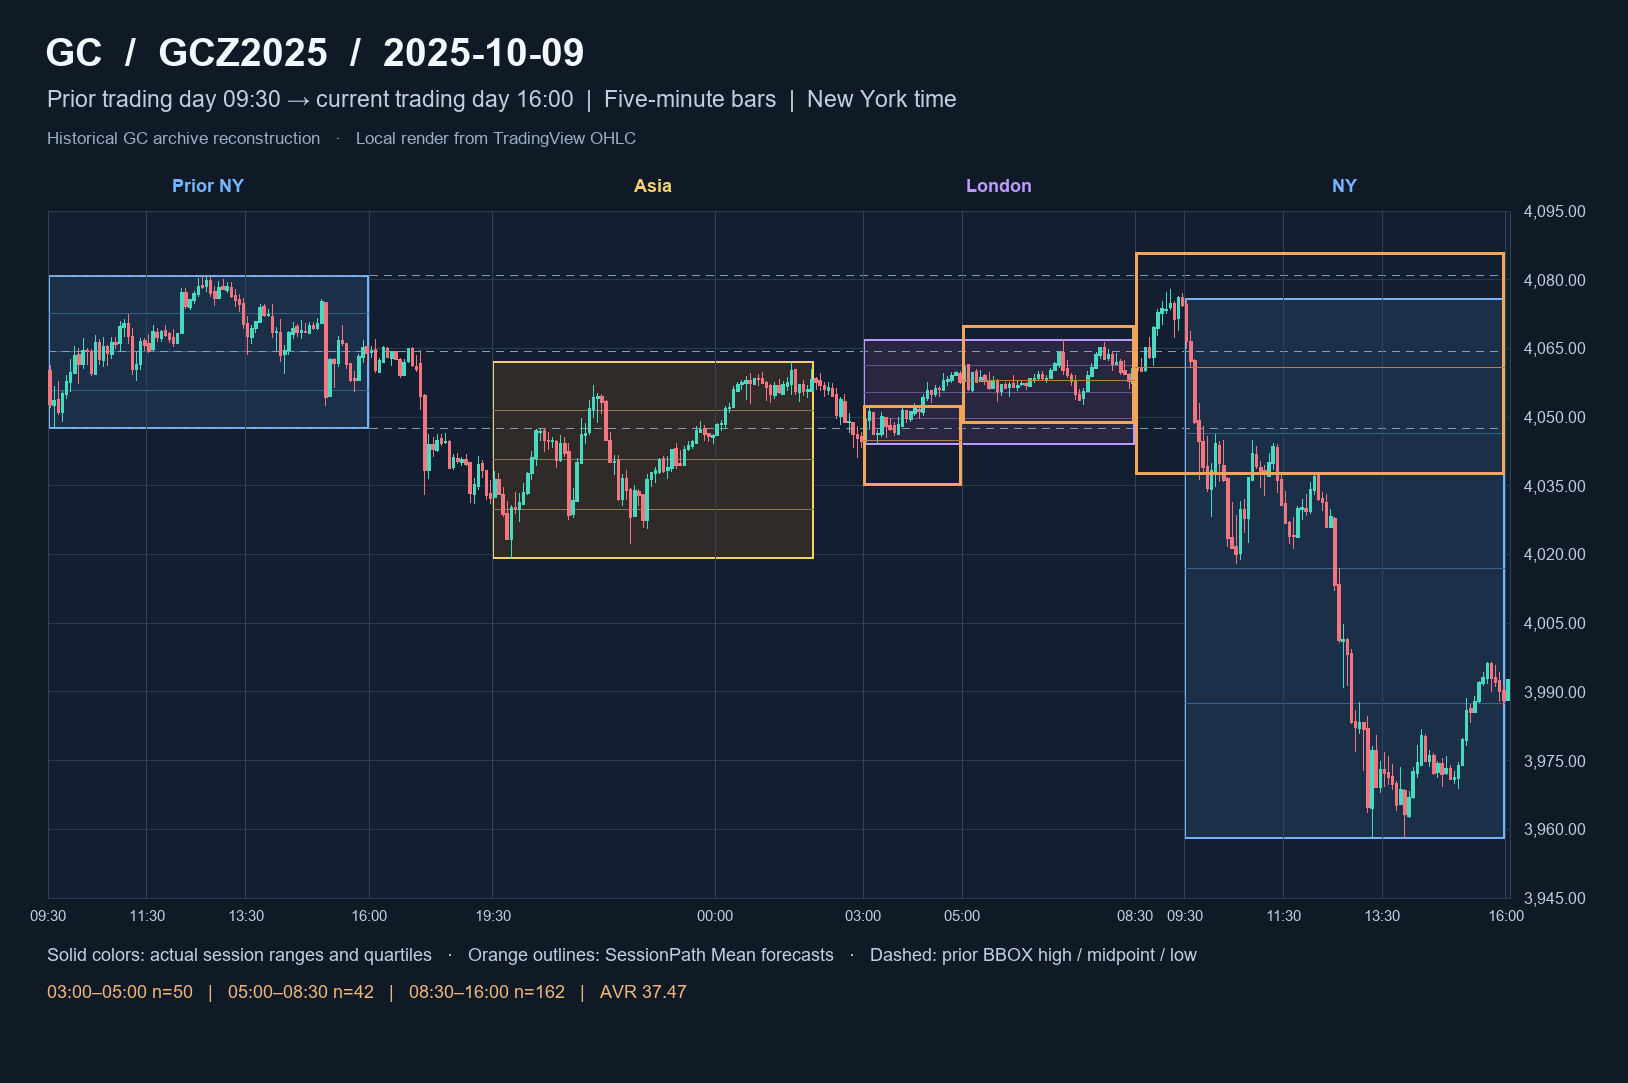 GC / GCZ2025 / 2025-10-09
Prior trading day 09:30 → current trading day 16:00 | Five-minute bars | New York time
Historical GC archive reconstruction · Local render from TradingView OHLC
Prior NY Asia London NY
4,095.00
4,080.00
4,065.00
4,050.00
4,035.00
4,020.00
4,005.00
3,990.00
3,975.00
3,960.00
3,945.00
09:30 11:30 13:30 16:00 19:30 00:00 03:00 05:00 08:30 09:30 11:30 13:30 16:00
Solid colors: actual session ranges and quartiles · Orange outlines: SessionPath Mean forecasts · Dashed: prior BBOX high / midpoint / low
03:00–05:00 n=50 | 05:00–08:30 n=42 | 08:30–16:00 n=162 | AVR 37.47